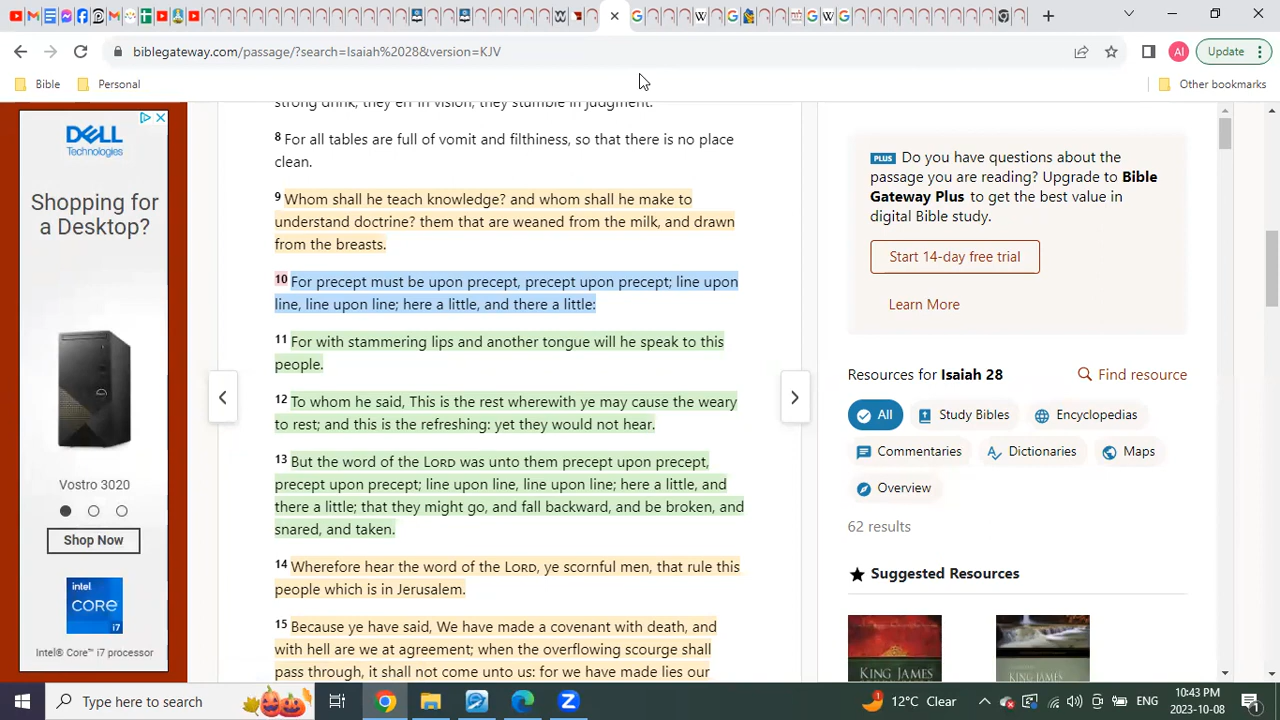 biblegateway.com/passage/?search=Isaiah%2028&version=KJV
AI
Update
Bible
Personal
Other bookmarks
DELL
Technologies
Shopping for
a Desktop?
Vostro 3020
Shop Now
intel
CORE
i7
Intel® Core™ i7 processor
strong drink, they err in vision, they stumble in judgment.
8 For all tables are full of vomit and filthiness, so that there is no place
clean.
9 Whom shall he teach knowledge? and whom shall he make to
understand doctrine? them that are weaned from the milk, and drawn
from the breasts.
10 For precept must be upon precept, precept upon precept; line upon
line, line upon line; here a little, and there a little:
11 For with stammering lips and another tongue will he speak to this
people.
12 To whom he said, This is the rest wherewith ye may cause the weary
to rest; and this is the refreshing: yet they would not hear.
13 But the word of the LORD was unto them precept upon precept,
precept upon precept; line upon line, line upon line; here a little, and
there a little; that they might go, and fall backward, and be broken, and
snared, and taken.
14 Wherefore hear the word of the LORD, ye scornful men, that rule this
people which is in Jerusalem.
15 Because ye have said, We have made a covenant with death, and
with hell are we at agreement; when the overflowing scourge shall
pass through, it shall not come unto us: for we have made lies our
PLUS Do you have questions about the
passage you are reading? Upgrade to Bible
Gateway Plus to get the best value in
digital Bible study.
Start 14-day free trial
Learn More
Resources for Isaiah 28
Find resource
All
Study Bibles
Encyclopedias
Commentaries
Dictionaries
Maps
Overview
62 results
Suggested Resources
KING JAMES
KING JAMES
Type here to search
1
12°C Clear
ENG
10:43 PM
2023-10-08
1